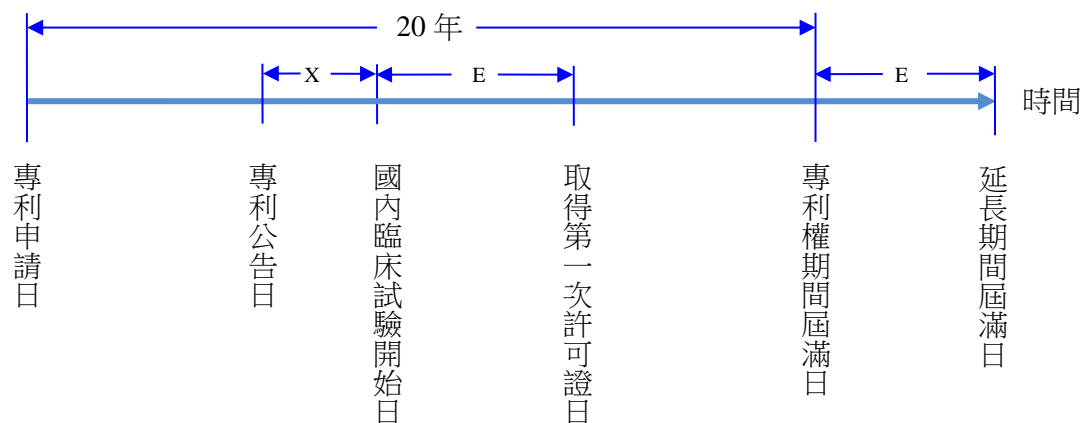 20 年
X
E
E
時間
專利申請日
專利公告日
國內臨床試驗開始日
取得第一次許可證日
專利權期間屆滿日
延長期間屆滿日